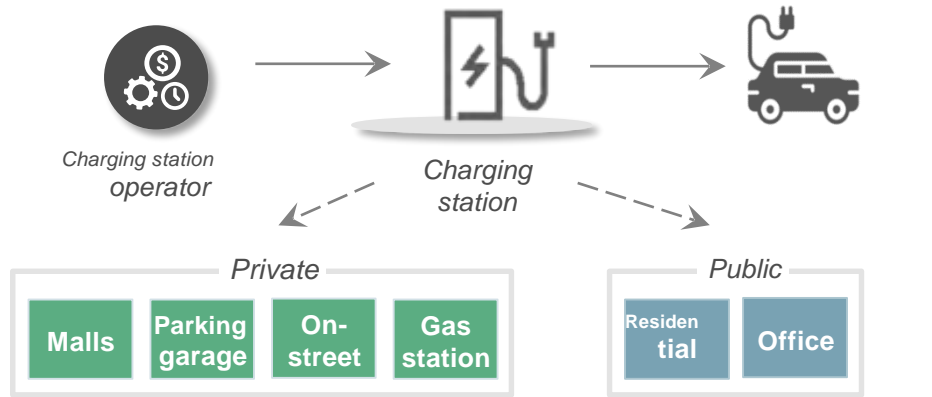 $
Charging station
operator
Charging
station
Private
Public
Malls
Parking
garage
On-
street
Gas
station
Residen
tial
Office